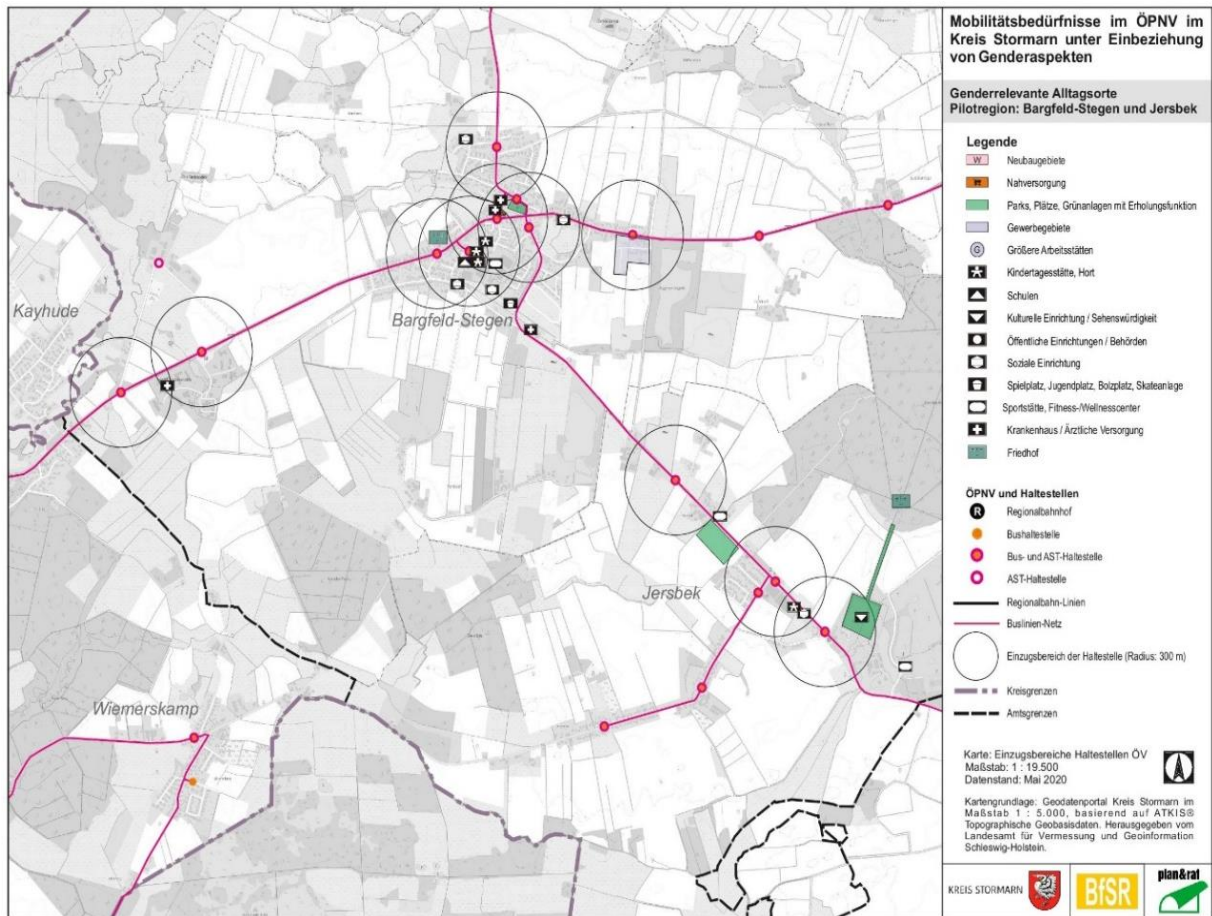 Mobilitätsbedürfnisse im ÖPNV im
Kreis Stormarn unter Einbeziehung
von Genderaspekten
Genderrelevante Alltagsorte
Pilotregion: Bargfeld-Stegen und Jersbek
Legende
W Neubaugebiete
Nahversorgung
Parks, Plätze, Grünanlagen mit Erholungsfunktion
Gewerbegebiete
G Größere Arbeitsstätten
Kindertagesstätte, Hort
Schulen
Kulturelle Einrichtung / Sehenswürdigkeit
Öffentliche Einrichtungen / Behörden
Soziale Einrichtung
Spielplatz, Jugendplatz, Bolzplatz, Skateanlage
Sportstätte, Fitness-/Wellnesscenter
Krankenhaus / Ärztliche Versorgung
Friedhof
ÖPNV und Haltestellen
R Regionalbahnhof
Bushaltestelle
Bus- und AST-Haltestelle
AST-Haltestelle
Regionalbahn-Linien
Buslinien-Netz
Einzugsbereich der Haltestelle (Radius: 300 m)
Kreisgrenzen
Amtsgrenzen
Karte: Einzugsbereiche Haltestellen ÖV
Maßstab: 1 : 19.500
Datenstand: Mai 2020
Kartengrundlage: Geodatenportal Kreis Stormarn im
Maßstab 1 : 5.000, basierend auf ATKIS®
Topographische Geobasisdaten. Herausgegeben vom
Landesamt für Vermessung und Geoinformation
Schleswig-Holstein.
KREIS STORMARN
BfSR
plan&rat
Kayhude
Bargfeld-Stegen
Jersbek
Wiemerskamp